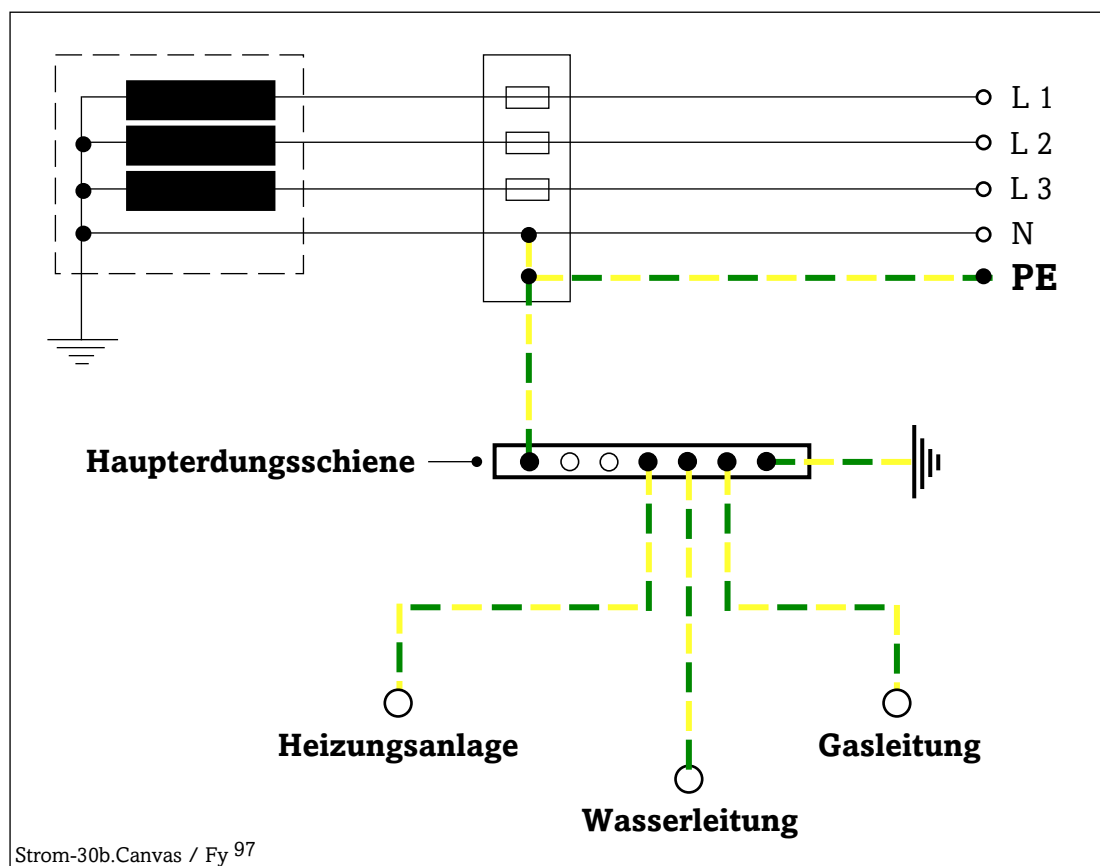 L 1
L 2
L 3
N
PE
Haupterdungsschiene
Heizungsanlage
Gasleitung
Wasserleitung
Strom-30b.Canvas / Fy 97